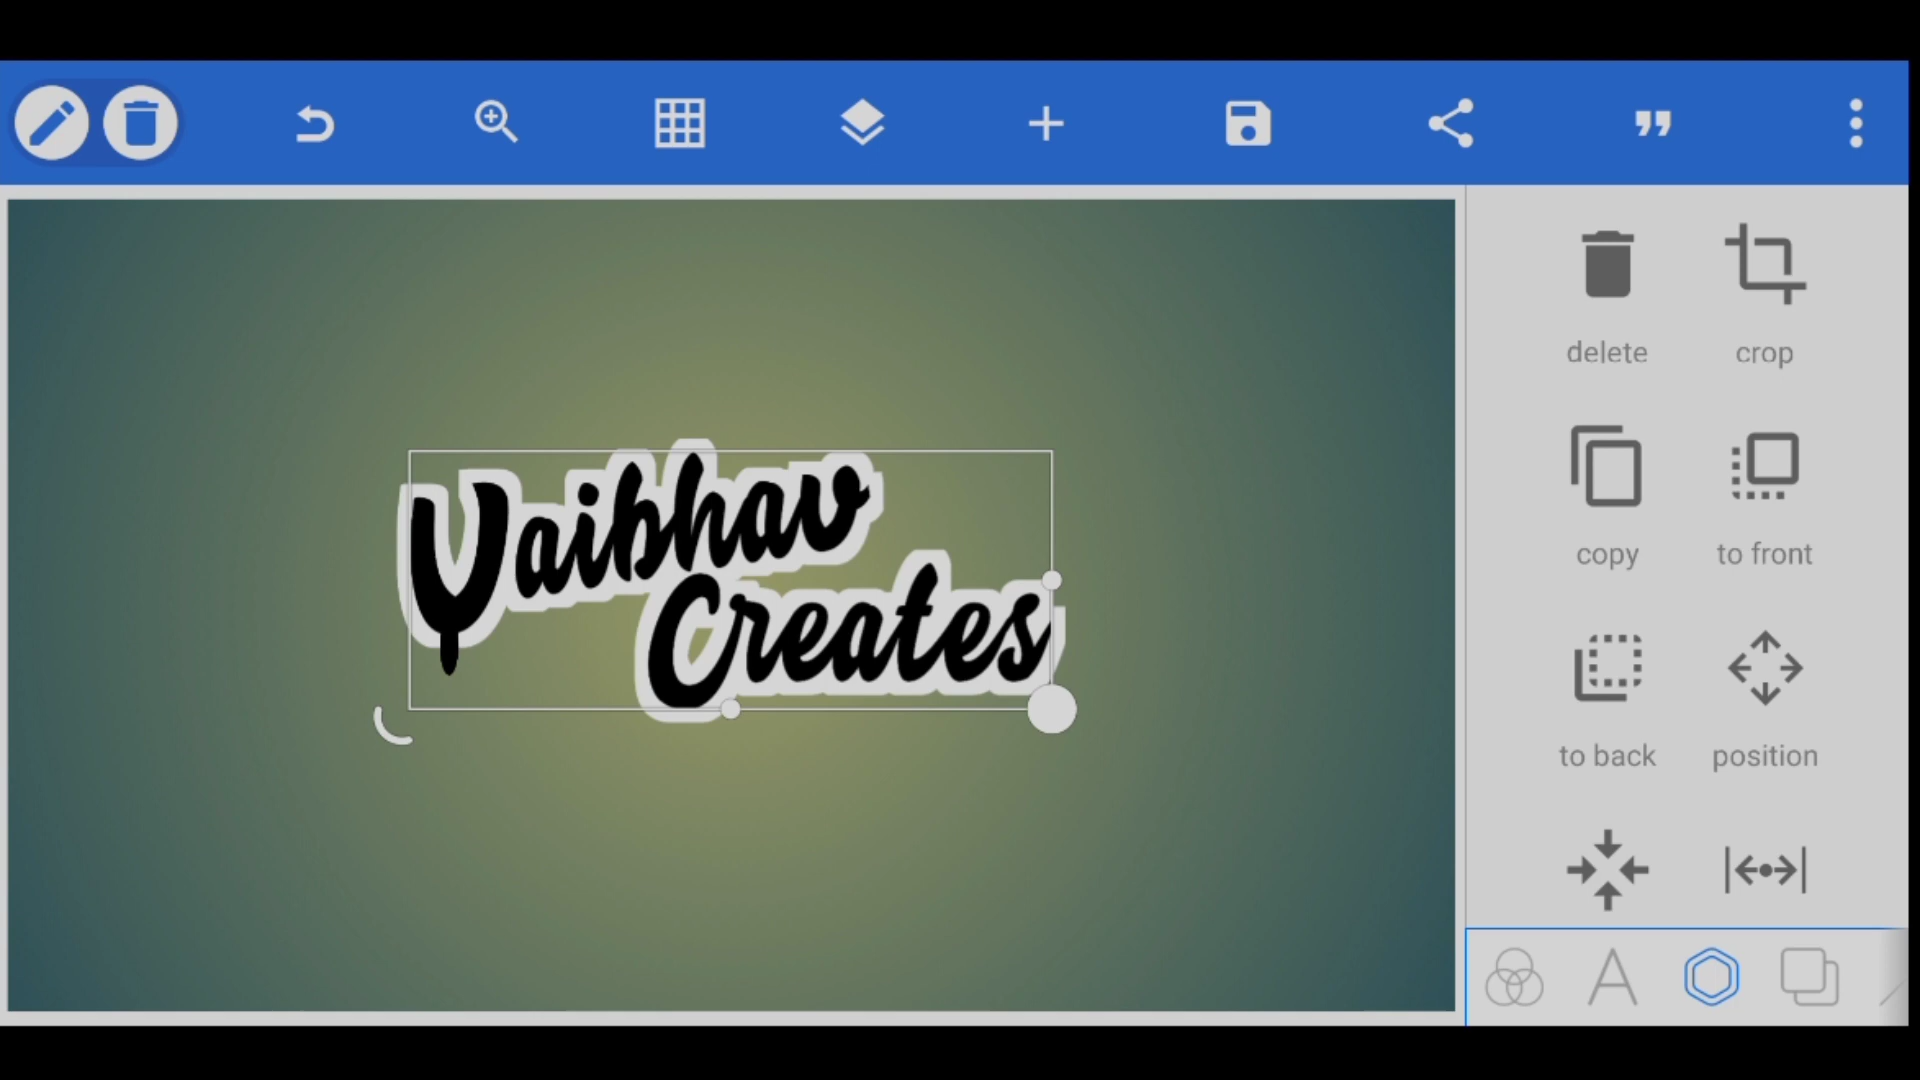 Vaibhav
Creates
delete
crop
copy
to front
to back
position